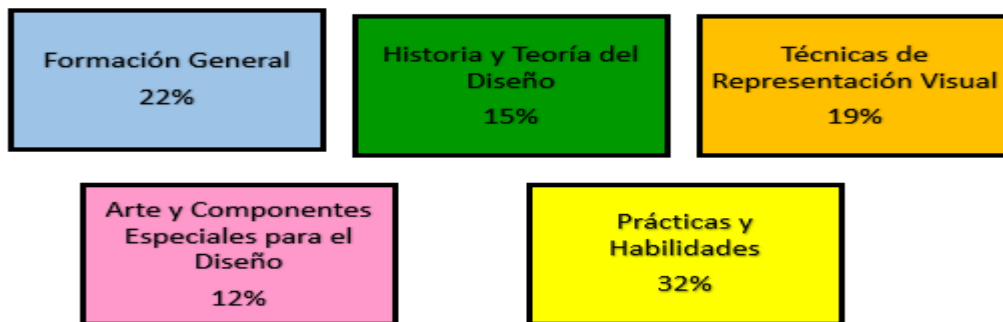 Formación General
22%
Historia y Teoría del
Diseño
15%
Técnicas de
Representación Visual
19%
Arte y Componentes
Especiales para el
Diseño
12%
Prácticas y
Habilidades
32%